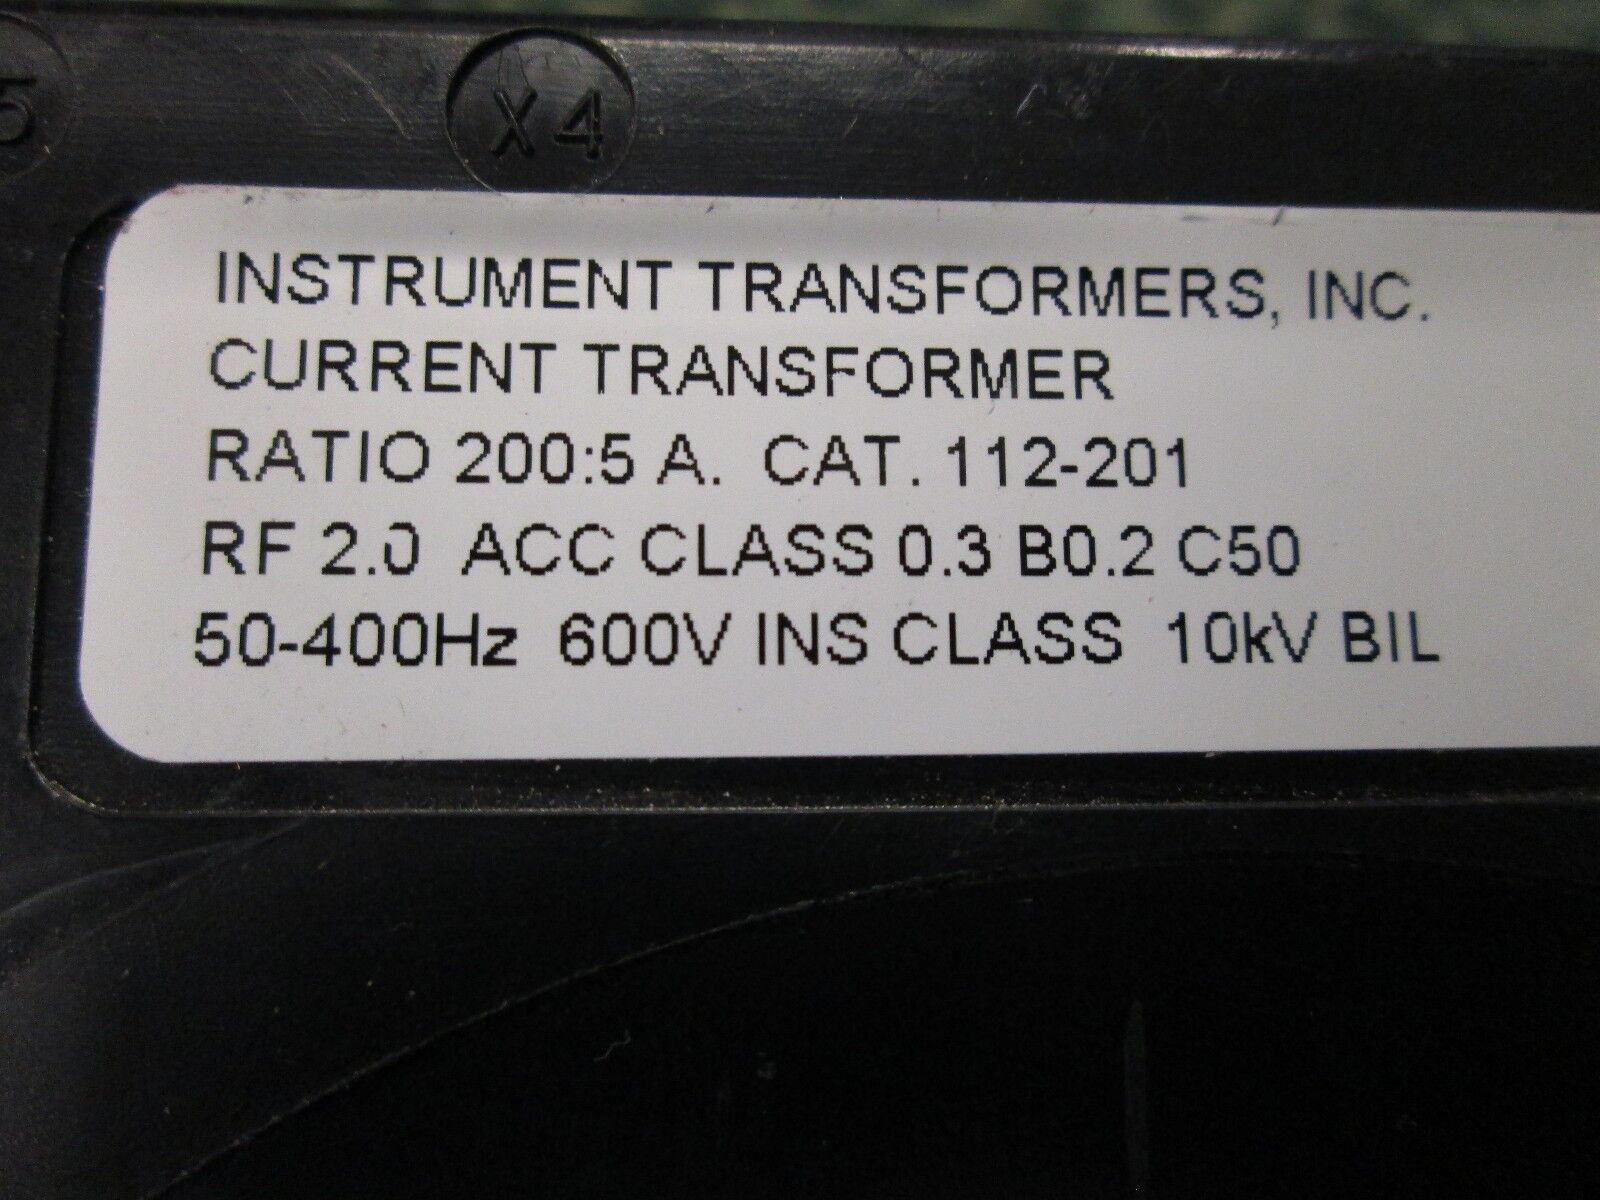 5
X4
INSTRUMENT TRANSFORMERS, INC.
CURRENT TRANSFORMER
RATIO 200:5 A. CAT. 112-201
RF 2.0 ACC CLASS 0.3 B0.2 C50
50-400Hz 600V INS CLASS 10kV BIL